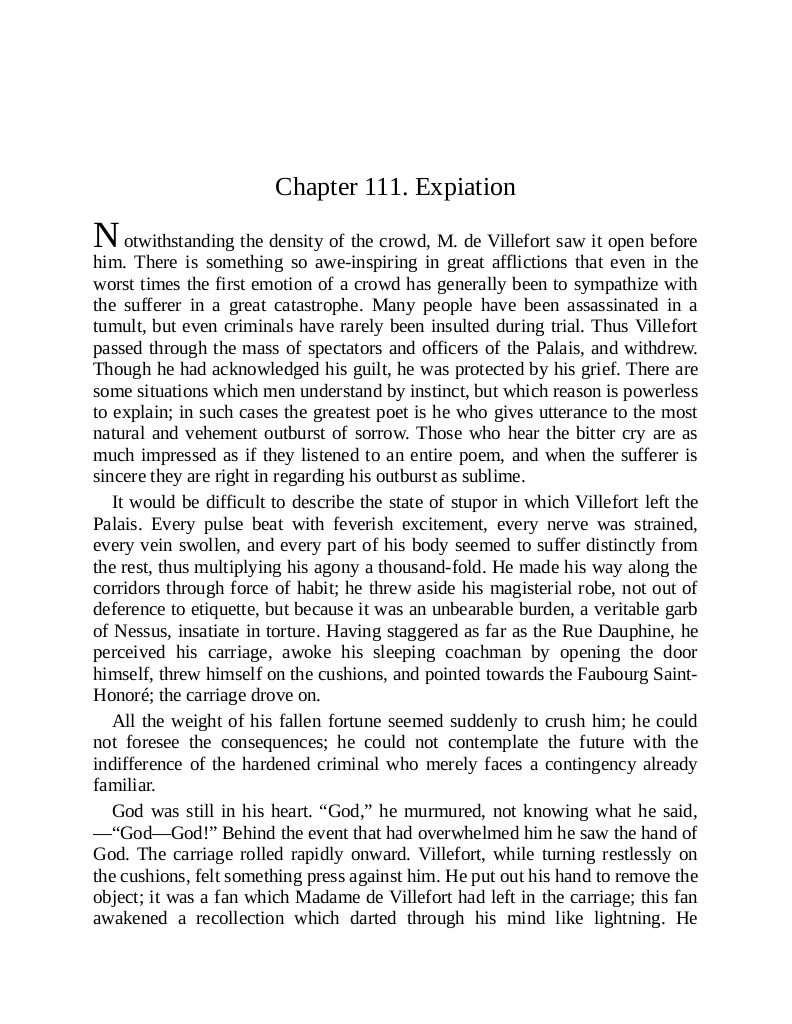 Chapter 111. Expiation
Notwithstanding the density of the crowd, M. de Villefort saw it open before
him. There is something so awe-inspiring in great afflictions that even in the
worst times the first emotion of a crowd has generally been to sympathize with
the sufferer in a great catastrophe. Many people have been assassinated in a
tumult, but even criminals have rarely been insulted during trial. Thus Villefort
passed through the mass of spectators and officers of the Palais, and withdrew.
Though he had acknowledged his guilt, he was protected by his grief. There are
some situations which men understand by instinct, but which reason is powerless
to explain; in such cases the greatest poet is he who gives utterance to the most
natural and vehement outburst of sorrow. Those who hear the bitter cry are as
much impressed as if they listened to an entire poem, and when the sufferer is
sincere they are right in regarding his outburst as sublime.
It would be difficult to describe the state of stupor in which Villefort left the
Palais. Every pulse beat with feverish excitement, every nerve was strained,
every vein swollen, and every part of his body seemed to suffer distinctly from
the rest, thus multiplying his agony a thousand-fold. He made his way along the
corridors through force of habit; he threw aside his magisterial robe, not out of
deference to etiquette, but because it was an unbearable burden, a veritable garb
of Nessus, insatiate in torture. Having staggered as far as the Rue Dauphine, he
perceived his carriage, awoke his sleeping coachman by opening the door
himself, threw himself on the cushions, and pointed towards the Faubourg Saint-
Honoré; the carriage drove on.
All the weight of his fallen fortune seemed suddenly to crush him; he could
not foresee the consequences; he could not contemplate the future with the
indifference of the hardened criminal who merely faces a contingency already
familiar.
God was still in his heart. “God,” he murmured, not knowing what he said,
—“God—God!” Behind the event that had overwhelmed him he saw the hand of
God. The carriage rolled rapidly onward. Villefort, while turning restlessly on
the cushions, felt something press against him. He put out his hand to remove the
object; it was a fan which Madame de Villefort had left in the carriage; this fan
awakened a recollection which darted through his mind like lightning. He